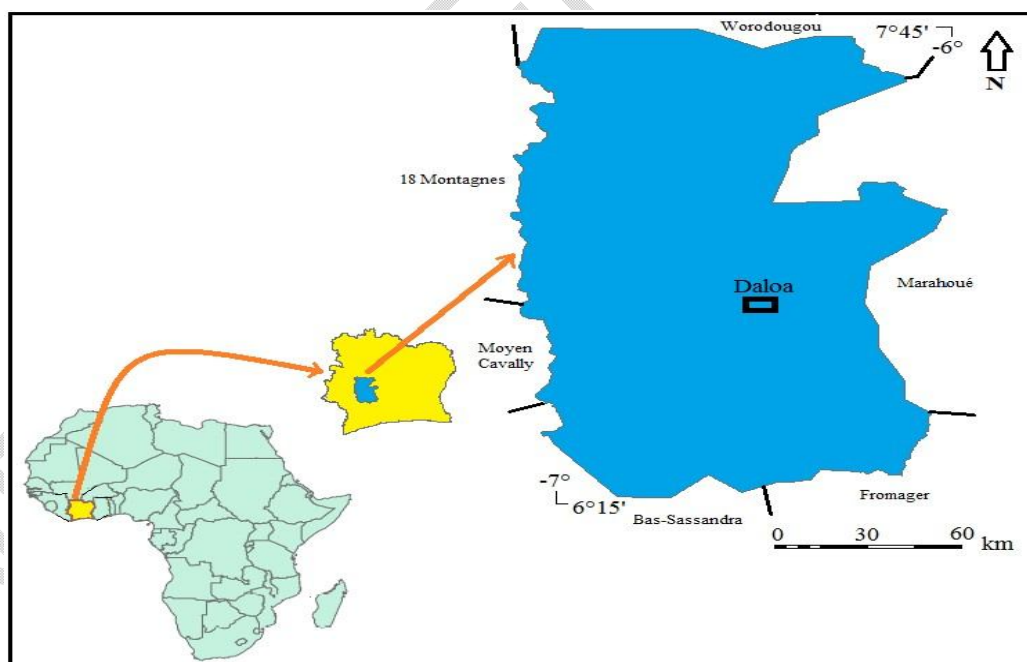 Worodougou
7°45'
-6°
N
18 Montagnes
Daloa
Marahoué
Moyen
Cavally
-7°
6°15'
Fromager
Bas-Sassandra
0 30 60 km